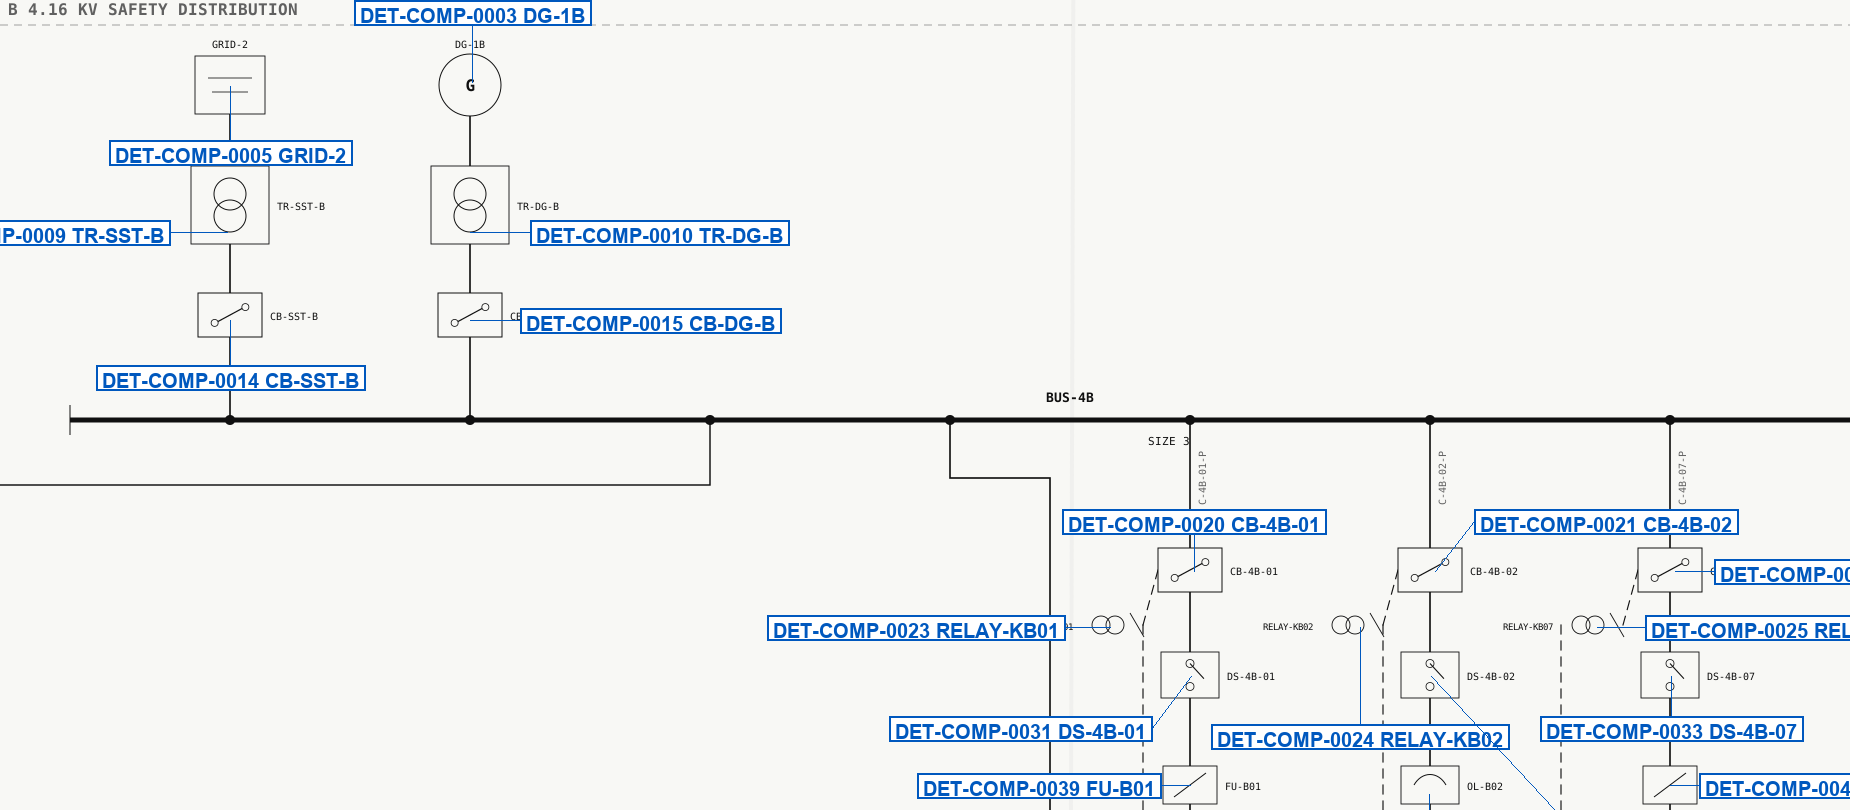 B 4.16 KV SAFETY DISTRIBUTION
DET-COMP-0003 DG-1B
GRID-2
DG-1B
G
DET-COMP-0005 GRID-2
TR-SST-B
TR-DG-B
P-0009 TR-SST-B
DET-COMP-0010 TR-DG-B
CB-SST-B
DET-COMP-0015 CB-DG-B
DET-COMP-0014 CB-SST-B
BUS-4B
SIZE 3
C-4B-01-P
C-4B-02-P
C-4B-07-P
DET-COMP-0020 CB-4B-01
DET-COMP-0021 CB-4B-02
CB-4B-01
CB-4B-02
DET-COMP-00
DET-COMP-0023 RELAY-KB01
RELAY-KB02
RELAY-KB07
DET-COMP-0025 REL
DS-4B-01
DS-4B-02
DS-4B-07
DET-COMP-0031 DS-4B-01
DET-COMP-0024 RELAY-KB02
DET-COMP-0033 DS-4B-07
DET-COMP-0039 FU-B01
FU-B01
OL-B02
DET-COMP-004